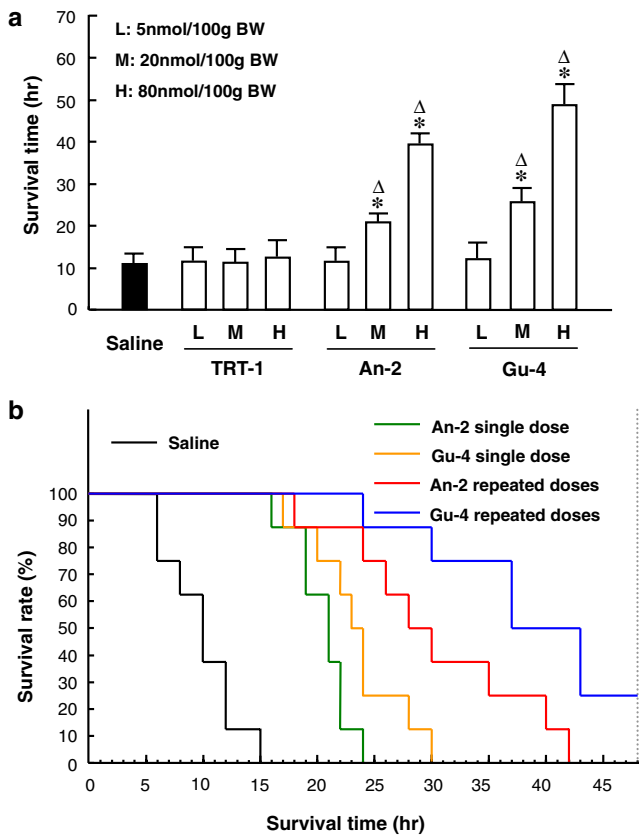 a
Survival time (hr)
70
60
50
40
30
20
10
0
L: 5nmol/100g BW
M: 20nmol/100g BW
H: 80nmol/100g BW
Δ Δ Δ Δ
* * * *
Saline L M H L M H L M H
TRT-1 An-2 Gu-4
b
Survival rate (%)
100
90
80
70
60
50
40
30
20
10
0
Saline
An-2 single dose
Gu-4 single dose
An-2 repeated doses
Gu-4 repeated doses
0 5 10 15 20 25 30 35 40 45
Survival time (hr)